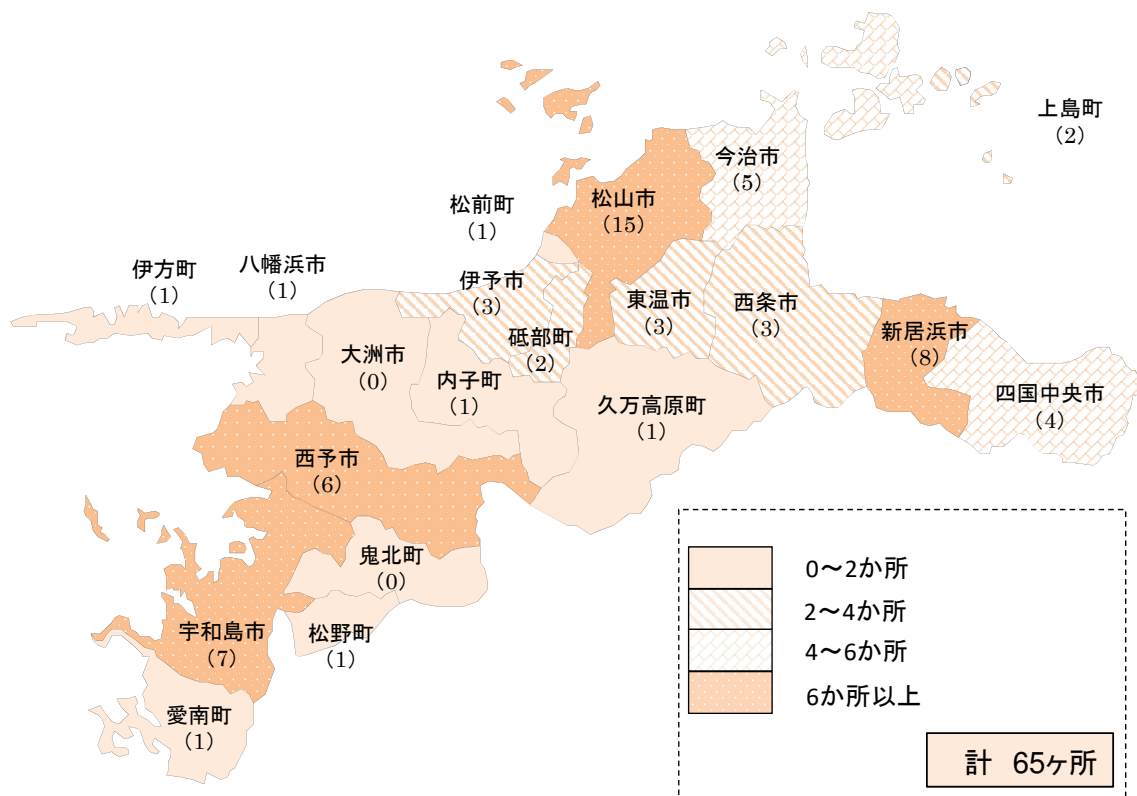 上島町
(2)
今治市
(5)
松山市
(15)
松前町
(1)
伊方町
(1)
八幡浜市
(1)
伊予市
(3)
砥部町
(2)
東温市
(3)
西条市
(3)
新居浜市
(8)
四国中央市
(4)
大洲市
(0)
内子町
(1)
久万高原町
(1)
西予市
(6)
鬼北町
(0)
宇和島市
(7)
松野町
(1)
愛南町
(1)
0～2か所
2～4か所
4～6か所
6か所以上
計 65ヶ所